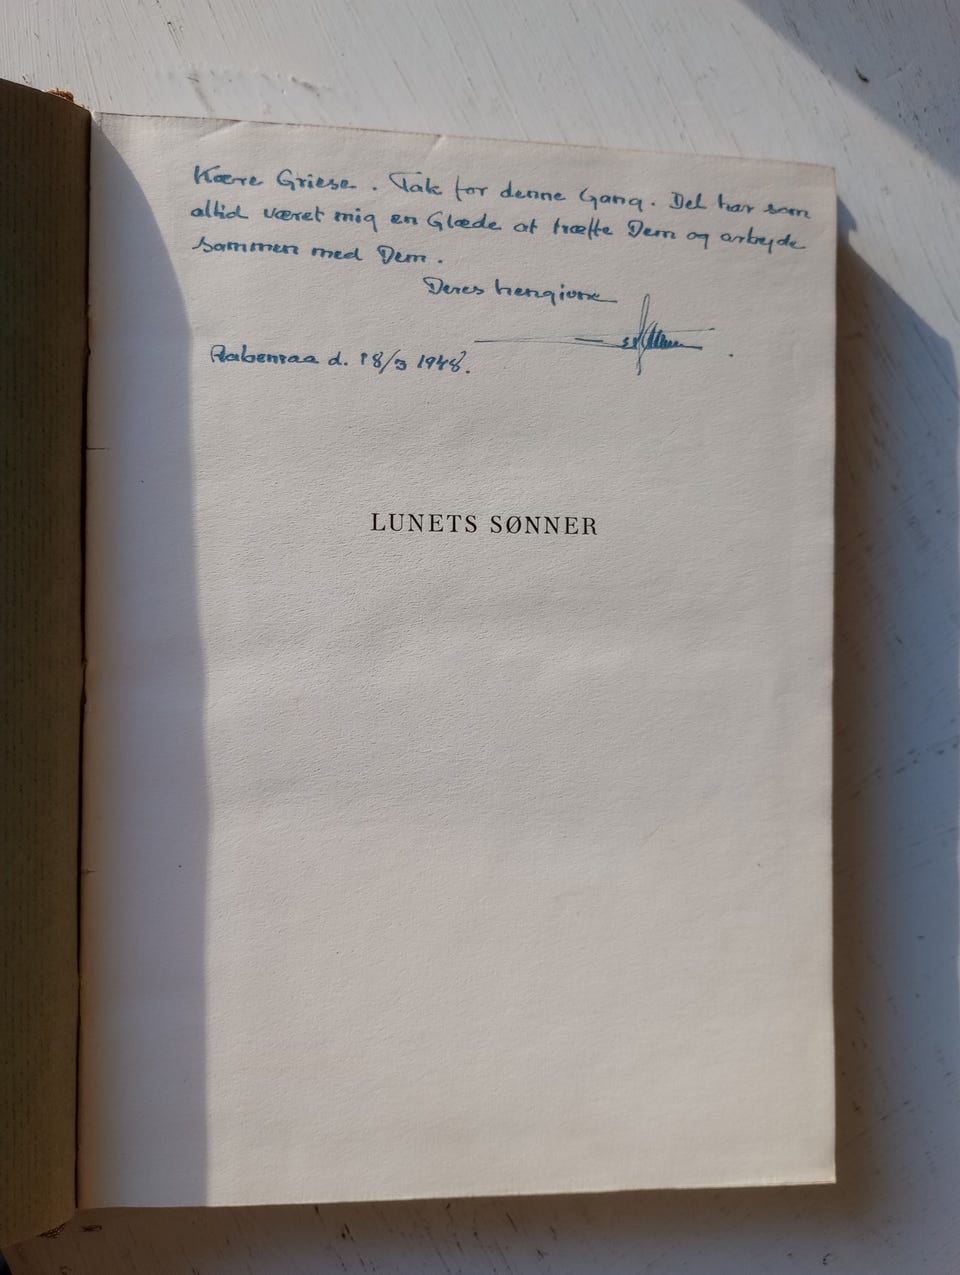 Kære Griese. Tak for denne Gang. Det har som
altid været mig en Glæde at træffe Dem og arbejde
sammen med Dem.
Deres hengivne
Aabenraa d. 18/3 1948.
LUNETS SØNNER